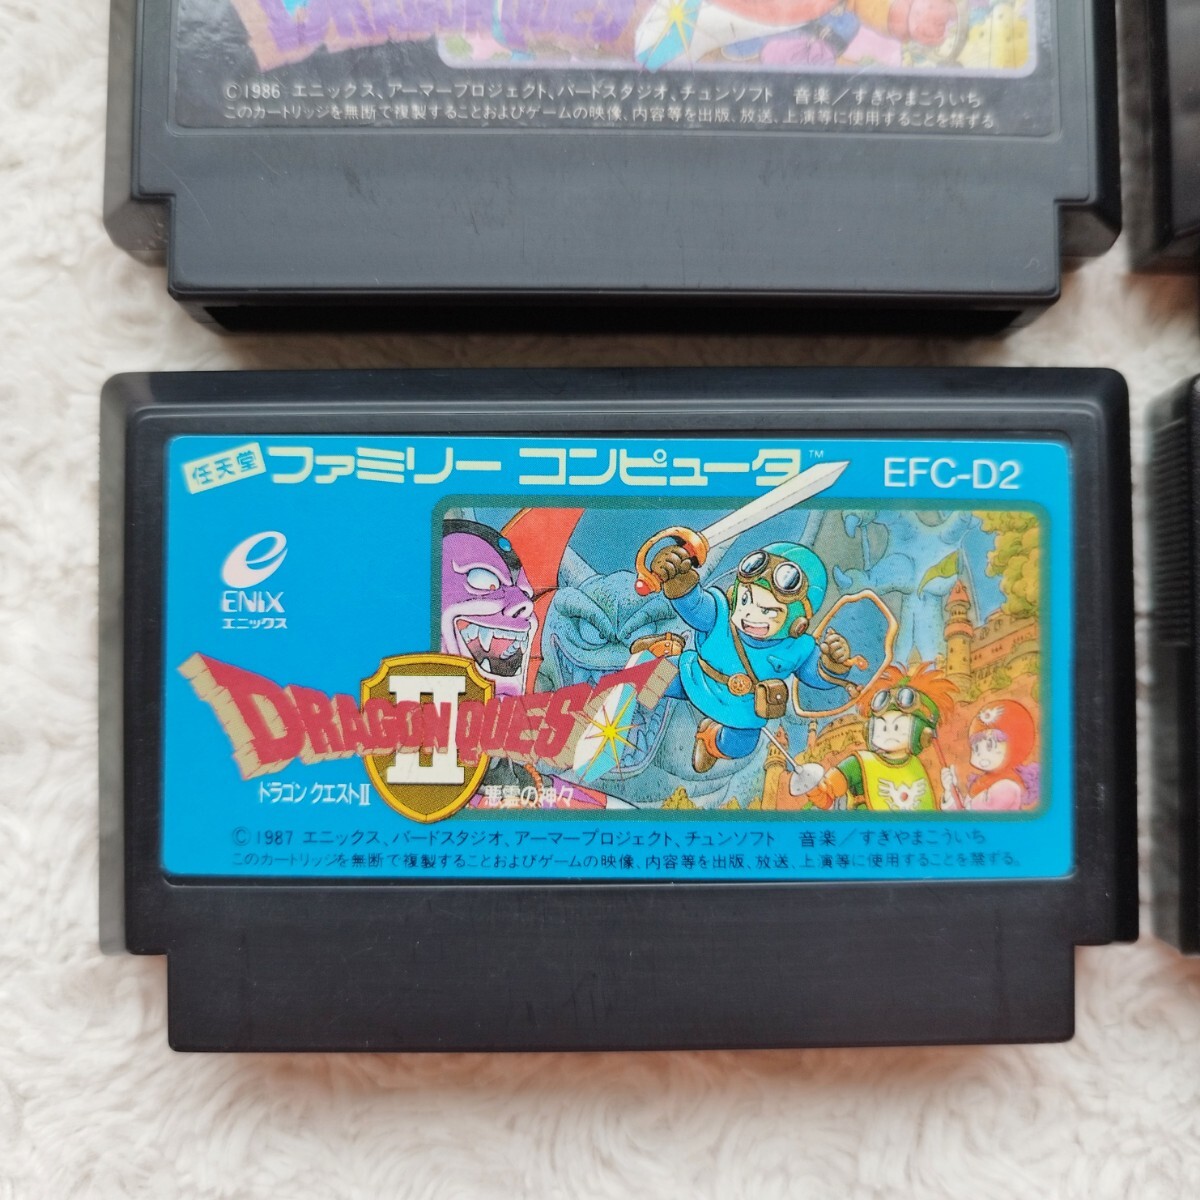 DRAGON QUEST
©1986 エニックス、アーマープロジェクト、バードスタジオ、チュンソフト 音楽／すぎやまこういち
このカートリッジを無断で複製することおよびゲームの映像、内容等を出版、放送、上演等に使用することを禁ずる
任天堂 ファミリー コンピュータ™ EFC-D2
ENIX
エニックス
DRAGON QUEST
II
ドラゴンクエストII 悪霊の神々
©1987 エニックス、バードスタジオ、アーマープロジェクト、チュンソフト 音楽／すぎやまこういち
このカートリッジを無断で複製することおよびゲームの映像、内容等を出版、放送、上演等に使用することを禁ずる。